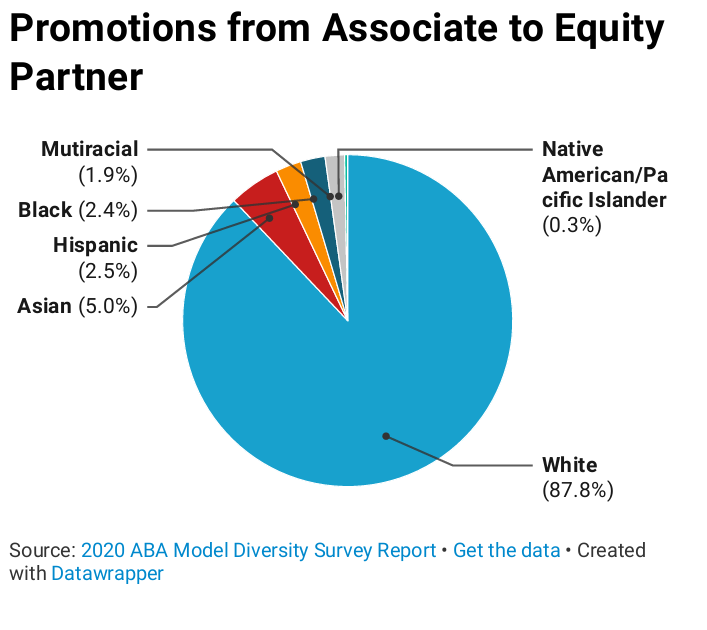 Promotions from Associate to Equity
Partner
Mutiracial
(1.9%)
Black (2.4%)
Hispanic
(2.5%)
Asian (5.0%)
Native
American/Pa
cific Islander
(0.3%)
White
(87.8%)
Source: 2020 ABA Model Diversity Survey Report • Get the data • Created
with Datawrapper